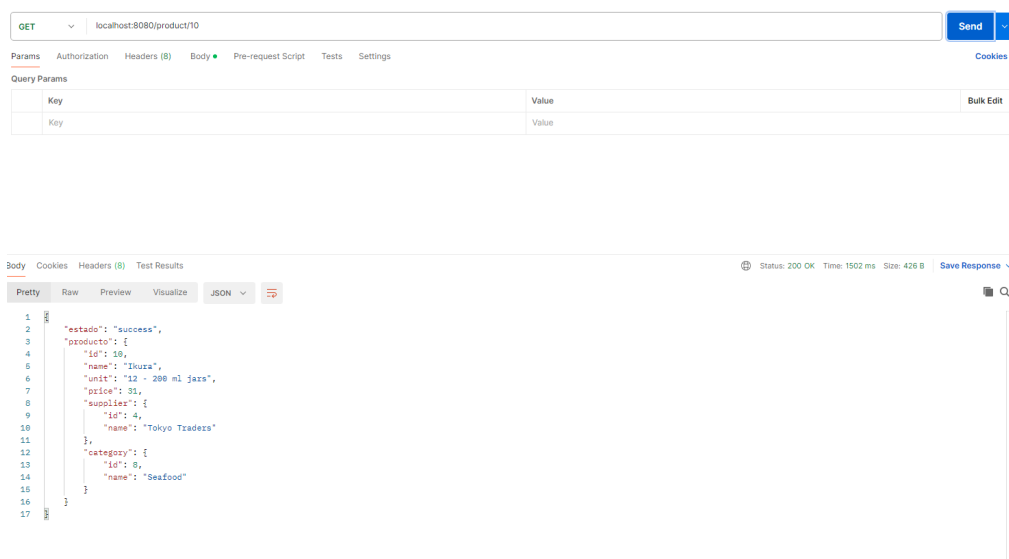 GET localhost:8080/product/10 Send
Params Authorization Headers (8) Body Pre-request Script Tests Settings Cookies
Query Params
Key Value Bulk Edit
Key Value
Body Cookies Headers (8) Test Results Status: 200 OK Time: 1502 ms Size: 426 B Save Response
Pretty Raw Preview Visualize JSON
1 {
2 "estado": "success",
3 "producto": {
4 "id": 10,
5 "name": "Ikura",
6 "unit": "12 - 200 ml jars",
7 "price": 31,
8 "supplier": {
9 "id": 4,
10 "name": "Tokyo Traders"
11 },
12 "category": {
13 "id": 8,
14 "name": "Seafood"
15 }
16 }
17 }